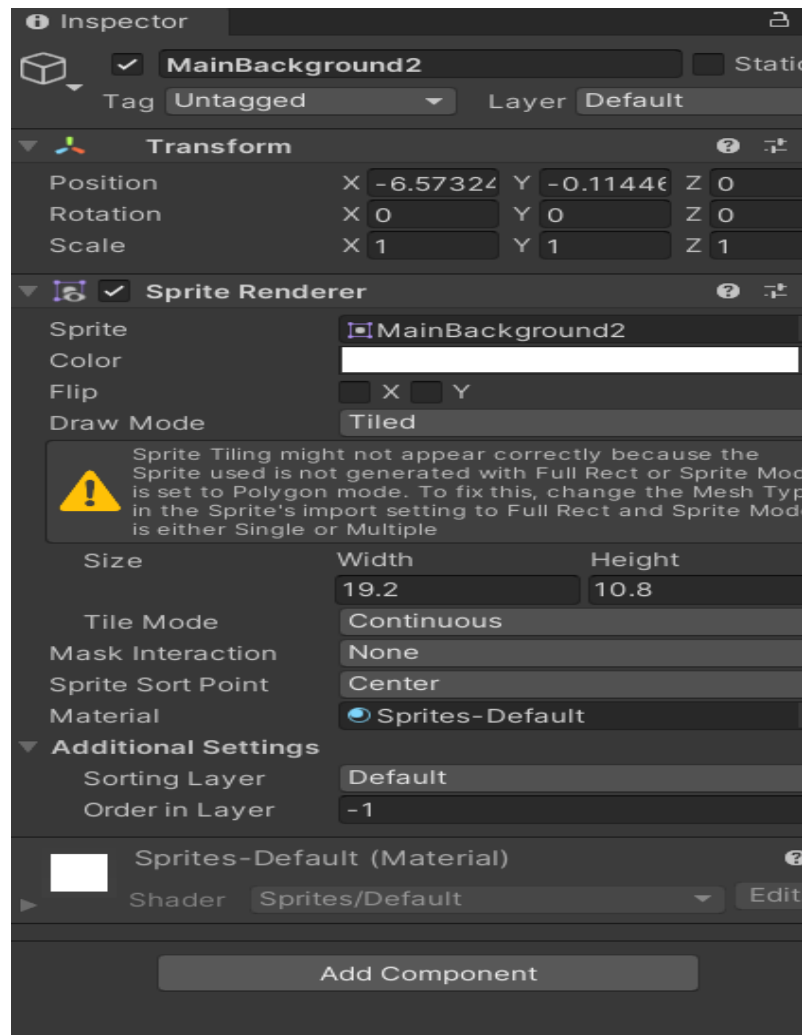 Inspector
MainBackground2 Static
Tag Untagged Layer Default
Transform
Position X -6.57324 Y -0.11446 Z 0
Rotation X 0 Y 0 Z 0
Scale X 1 Y 1 Z 1
Sprite Renderer
Sprite MainBackground2
Color
Flip X Y
Draw Mode Tiled
Sprite Tiling might not appear correctly because the
Sprite used is not generated with Full Rect or Sprite Mod
is set to Polygon mode. To fix this, change the Mesh Typ
in the Sprite's import setting to Full Rect and Sprite Mode
is either Single or Multiple
Size Width Height
19.2 10.8
Tile Mode Continuous
Mask Interaction None
Sprite Sort Point Center
Material Sprites-Default
Additional Settings
Sorting Layer Default
Order in Layer -1
Sprites-Default (Material)
Shader Sprites/Default Edit
Add Component